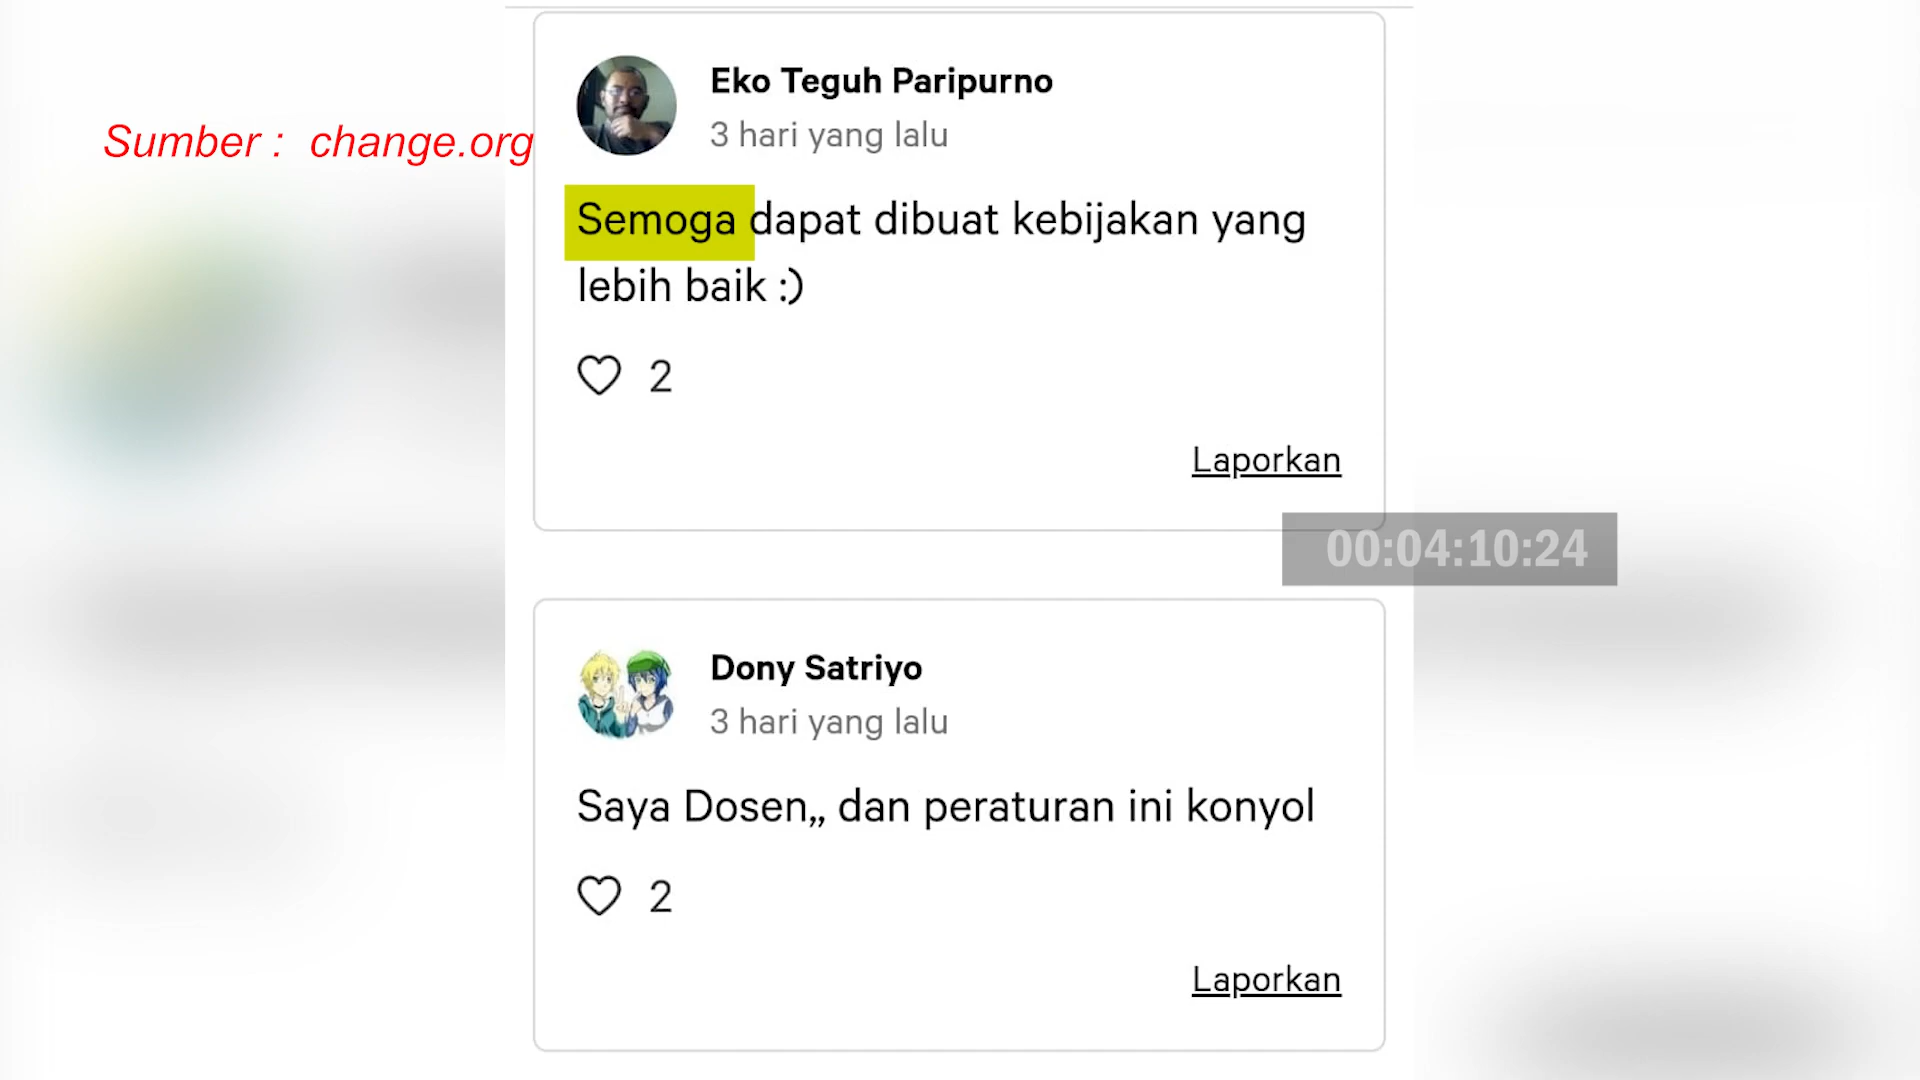 Sumber : change.org
Eko Teguh Paripurno
3 hari yang lalu
Semoga dapat dibuat kebijakan yang
lebih baik :)
2
Laporkan
00:04:10:24
Dony Satriyo
3 hari yang lalu
Saya Dosen,, dan peraturan ini konyol
2
Laporkan